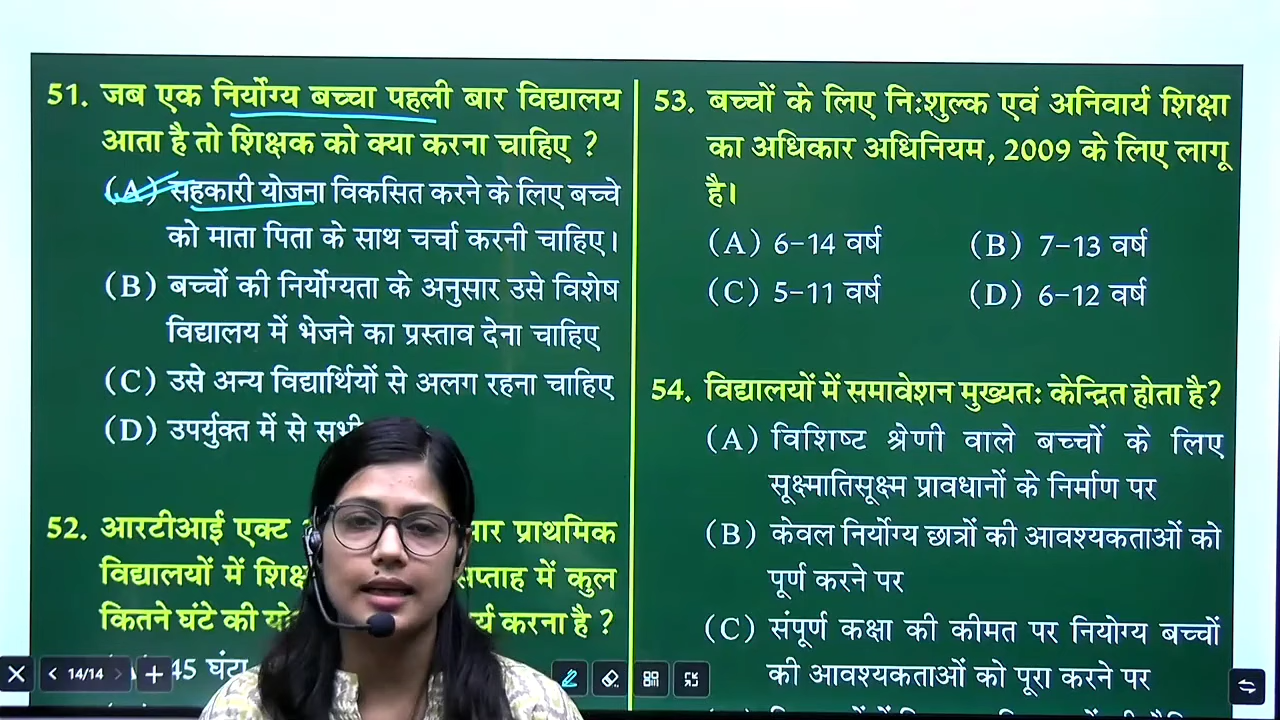 51. जब एक निर्योग्य बच्चा पहली बार विद्यालय
आता है तो शिक्षक को क्या करना चाहिए ?
(A) सहकारी योजना विकसित करने के लिए बच्चे
को माता पिता के साथ चर्चा करनी चाहिए।
(B) बच्चों की निर्योग्यता के अनुसार उसे विशेष
विद्यालय में भेजने का प्रस्ताव देना चाहिए
(C) उसे अन्य विद्यार्थियों से अलग रहना चाहिए
(D) उपर्युक्त में से सभी
52. आरटीआई एक्ट प्राथमिक
विद्यालयों में सप्ताह में कुल
कितने घंटे की करना है ?
45 घंटा
53. बच्चों के लिए नि:शुल्क एवं अनिवार्य शिक्षा
का अधिकार अधिनियम, 2009 के लिए लागू
है।
(A) 6-14 वर्ष (B) 7-13 वर्ष
(C) 5-11 वर्ष (D) 6-12 वर्ष
54. विद्यालयों में समावेशन मुख्यत: केन्द्रित होता है?
(A) विशिष्ट श्रेणी वाले बच्चों के लिए
सूक्ष्मातिसूक्ष्म प्रावधानों के निर्माण पर
(B) केवल निर्योग्य छात्रों की आवश्यकताओं को
पूर्ण करने पर
(C) संपूर्ण कक्षा की कीमत पर नियोग्य बच्चों
की आवश्यकताओं को पूरा करने पर
14/14